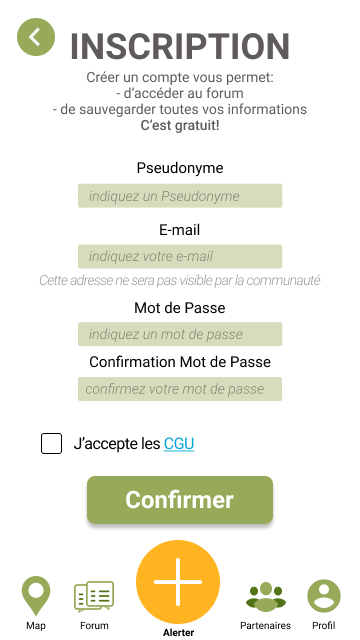 INSCRIPTION
Créer un compte vous permet:
- d'accéder au forum
- de sauvegarder toutes vos informations
C'est gratuit!
Pseudonyme
indiquez un Pseudonyme
E-mail
indiquez votre e-mail
Cette adresse ne sera pas visible par la communauté
Mot de Passe
indiquez un mot de passe
Confirmation Mot de Passe
confirmez votre mot de passe
J'accepte les CGU
Confirmer
Map Forum Alerter Partenaires Profil